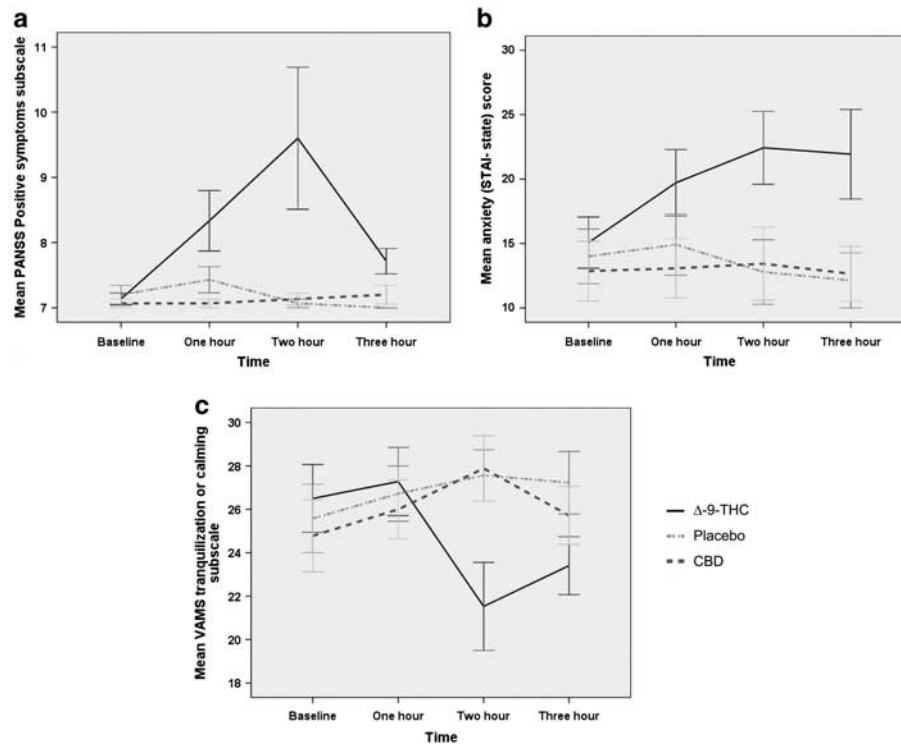 a
Mean PANSS Positive symptoms subscale
11
10
9
8
7
Baseline One hour Two hour Three hour
Time
b
Mean anxiety (STAI- state) score
30
25
20
15
10
Baseline One hour Two hour Three hour
Time
c
Mean VAMS tranquilization or calming
subscale
30
28
26
24
22
20
18
Baseline One hour Two hour Three hour
Time
Δ-9-THC
Placebo
CBD